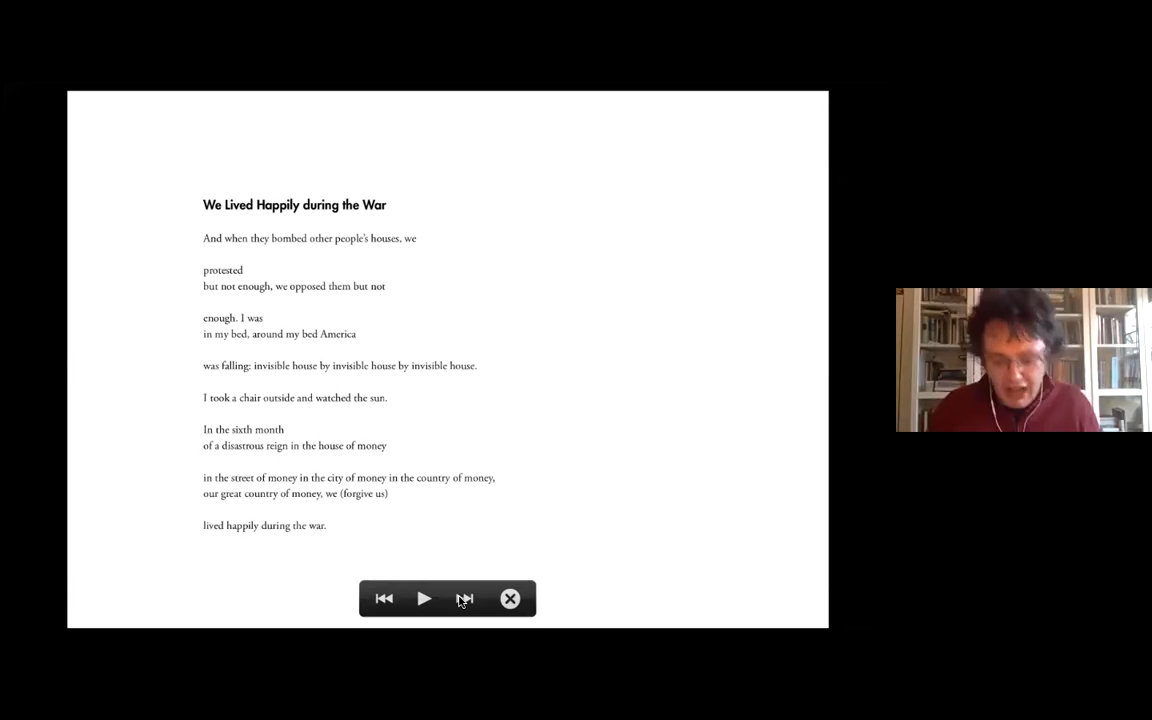 We Lived Happily during the War
And when they bombed other people's houses, we
protested
but not enough, we opposed them but not
enough. I was
in my bed, around my bed America
was falling: invisible house by invisible house by invisible house.
I took a chair outside and watched the sun.
In the sixth month
of a disastrous reign in the house of money
in the street of money in the city of money in the country of money,
our great country of money, we (forgive us)
lived happily during the war.